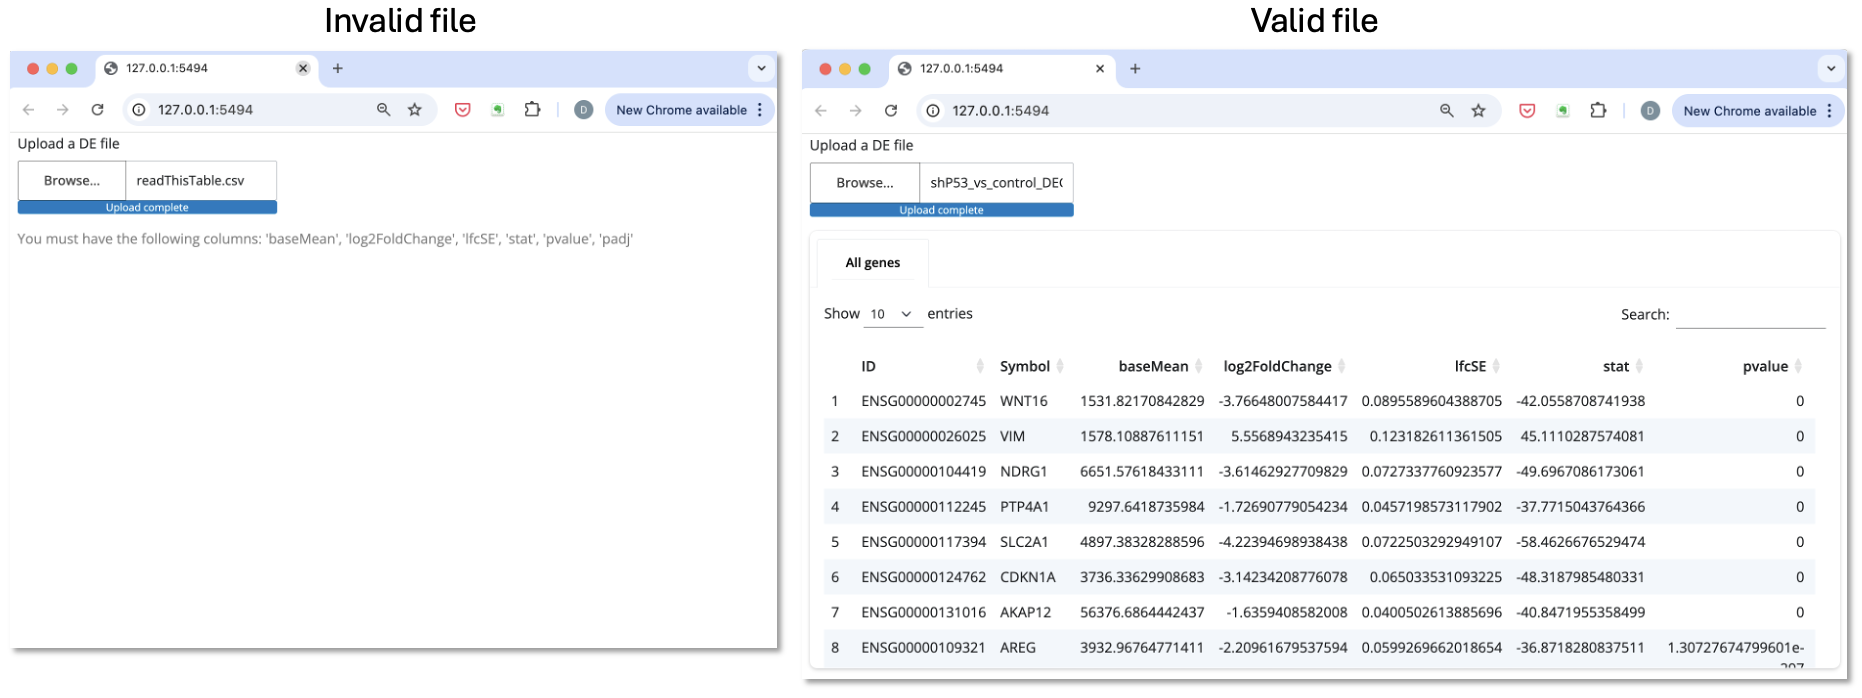 Invalid file
127.0.0.1:5494
127.0.0.1:5494
D
New Chrome available
Upload a DE file
Browse...
readThisTable.csv
Upload complete
You must have the following columns: 'baseMean', 'log2FoldChange', 'lfcSE', 'stat', 'pvalue', 'padj'
Valid file
127.0.0.1:5494
127.0.0.1:5494
D
New Chrome available
Upload a DE file
Browse...
shP53_vs_control_DE
Upload complete
All genes
Show 10 entries
Search:
ID Symbol baseMean log2FoldChange lfcSE stat pvalue
1 ENSG00000002745 WNT16 1531.82170842829 -3.76648007584417 0.0895589604388705 -42.0558708741938 0
2 ENSG00000026025 VIM 1578.10887611151 5.5568943235415 0.123182611361505 45.1110287574081 0
3 ENSG00000104419 NDRG1 6651.57618433111 -3.61462927709829 0.0727337760923577 -49.6967086173061 0
4 ENSG00000112245 PTP4A1 9297.6418735984 -1.72690779054234 0.0457198573117902 -37.7715043764366 0
5 ENSG00000117394 SLC2A1 4897.38328288596 -4.22394698938438 0.0722503292949107 -58.4626676529474 0
6 ENSG00000124762 CDKN1A 3736.33629908683 -3.14234208776078 0.065033531093225 -48.3187985480331 0
7 ENSG00000131016 AKAP12 56376.6864442437 -1.6359408582008 0.0400502613885696 -40.8471955358499 0
8 ENSG00000109321 AREG 3932.96764771411 -2.20961679537594 0.0599269662018654 -36.8718280837511 1.30727674799601e-